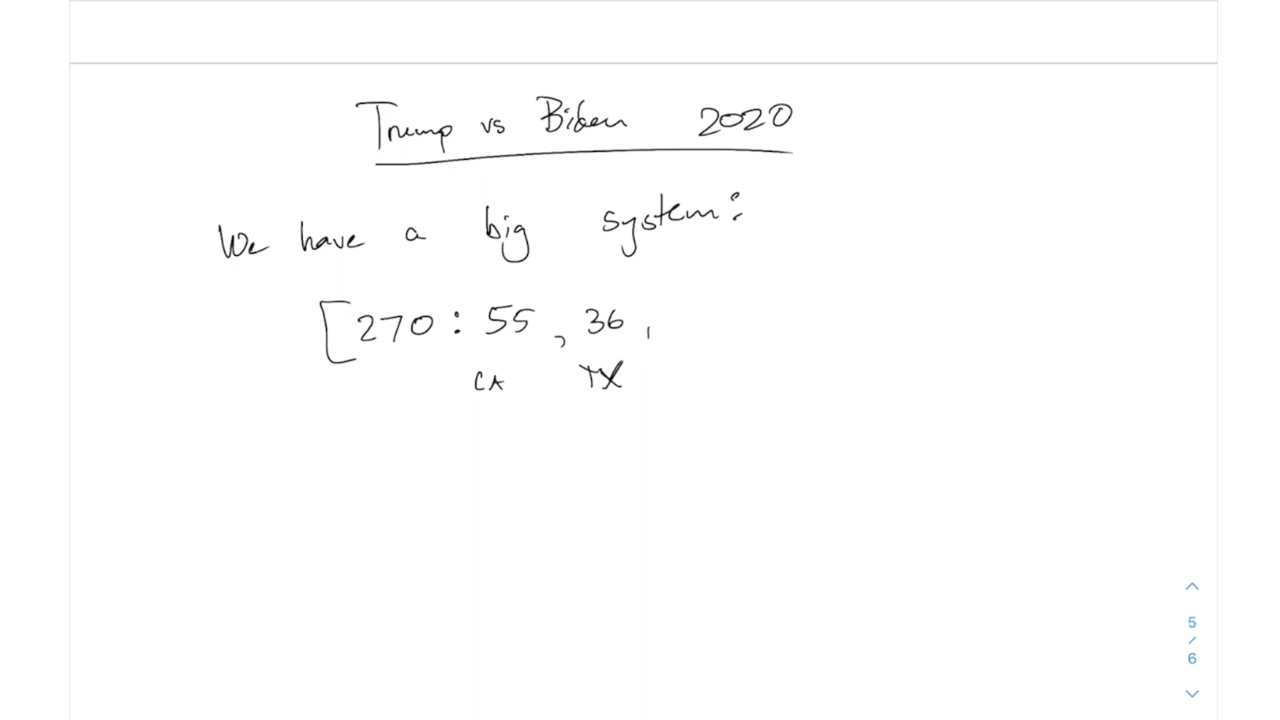 Trump vs Biden 2020
We have a big system:
[270 : 55, 36,
CA TX
5
/
6